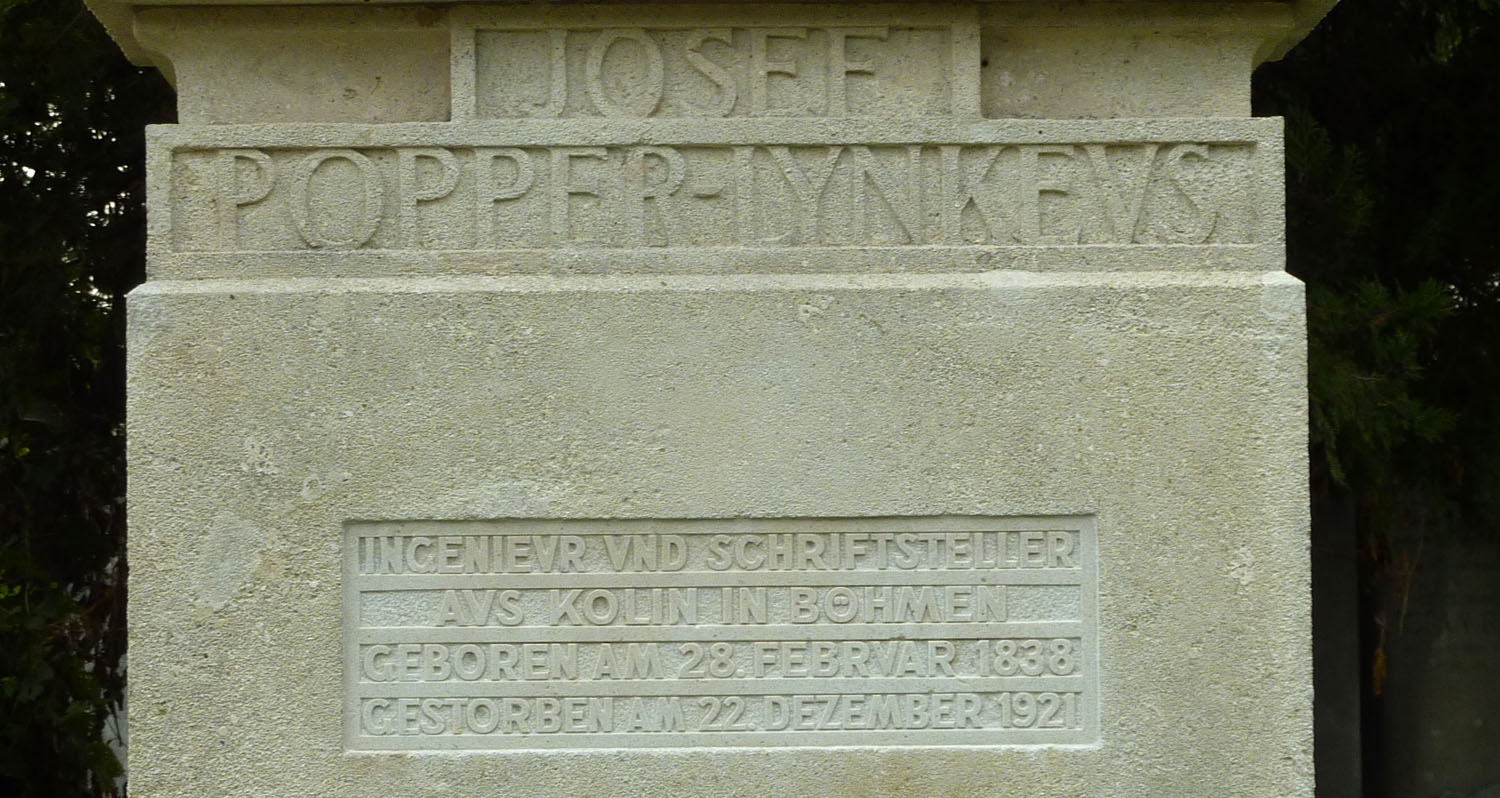 JOSEF
POPPER-LYNKEVS
INGENIEVR VND SCHRIFTSTELLER
AVS KOLIN IN BÖHMEN
GEBOREN AM 28. FEBRVAR 1838
GESTORBEN AM 22. DEZEMBER 1921